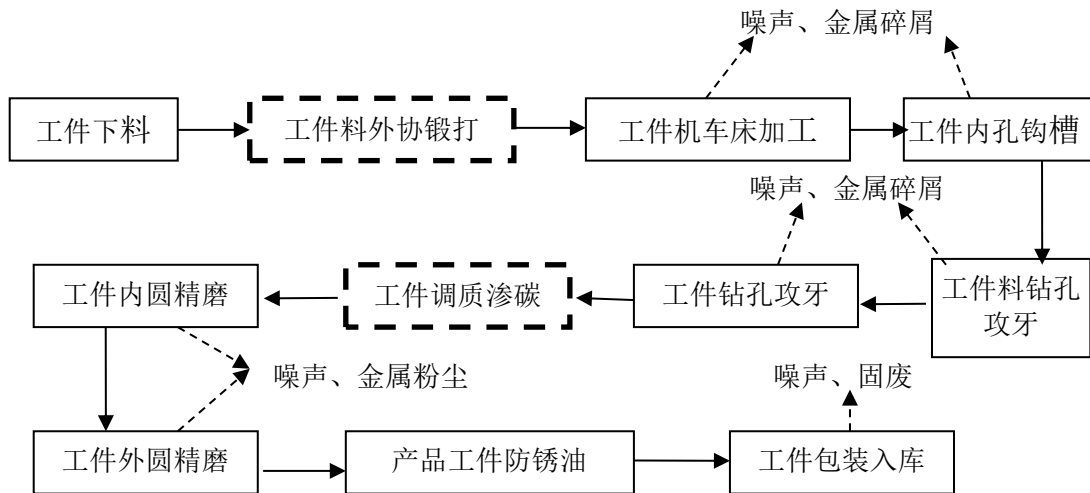 噪声、金属碎屑
工件下料
工件料外协锻打
工件机车床加工
工件内孔钩槽
噪声、金属碎屑
工件内圆精磨
工件调质渗碳
工件钻孔攻牙
工件料钻孔
攻牙
噪声、金属粉尘
噪声、固废
工件外圆精磨
产品工件防锈油
工件包装入库